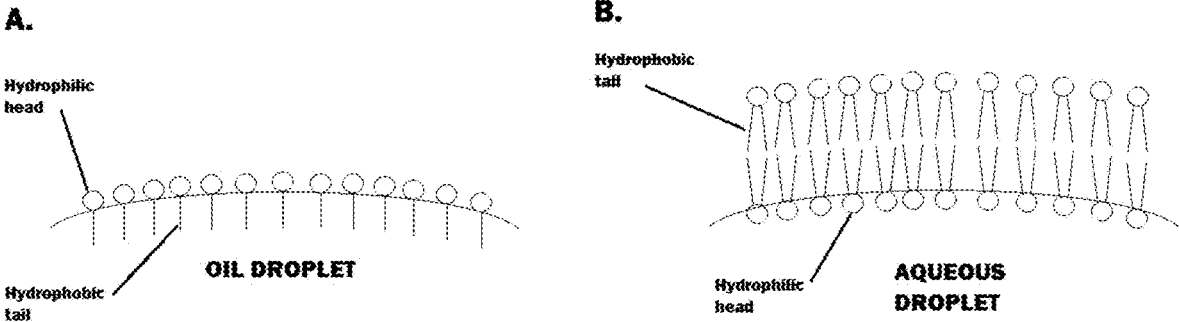 A.
Hydrophilic
head
OIL DROPLET
Hydrophobic
tail
B.
Hydrophobic
tail
Hydrophilic
head
AQUEOUS
DROPLET